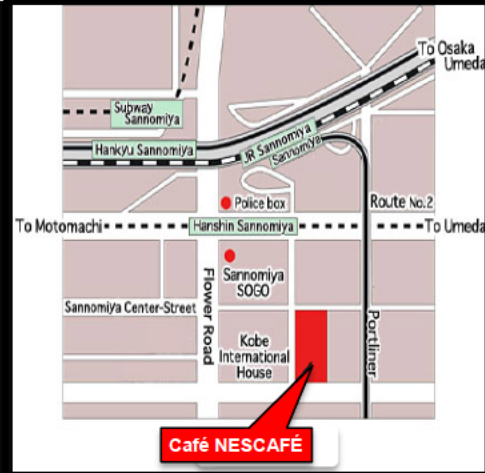 To Osaka
Umeda
Subway
Sannomiya
Hankyu Sannomiya
JR Sannomiya
Sannomiya
Police box
Route No.2
To Motomachi
Hanshin Sannomiya
To Umeda
Sannomiya
SOGO
Flower Road
Sannomiya Center-Street
Kobe
International
House
Portliner
Café NESCAFÉ